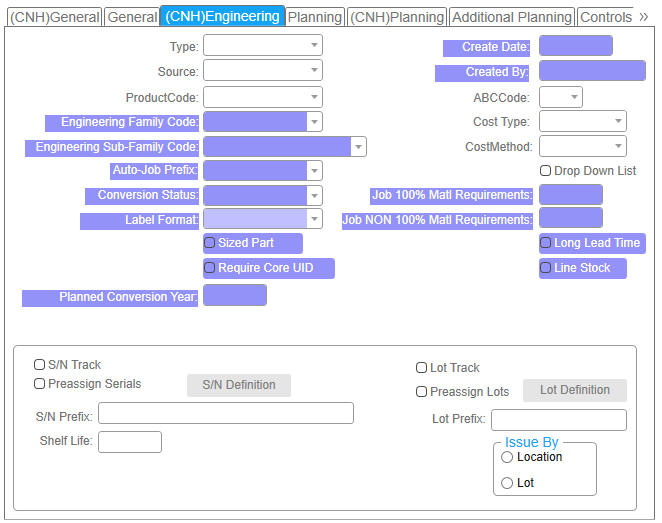 (CNH)General General (CNH)Engineering Planning (CNH)Planning Additional Planning Controls »
Type: Create Date:
Source: Created By:
ProductCode: ABCCode:
Engineering Family Code: Cost Type:
Engineering Sub-Family Code: CostMethod:
Auto-Job Prefix: Drop Down List
Conversion Status: Job 100% Matl Requirements:
Label Format: Job NON 100% Matl Requirements:
Sized Part Long Lead Time
Require Core UID Line Stock
Planned Conversion Year:
S/N Track Lot Track
Preassign Serials S/N Definition Preassign Lots Lot Definition
S/N Prefix: Lot Prefix:
Shelf Life: Issue By
Location
Lot